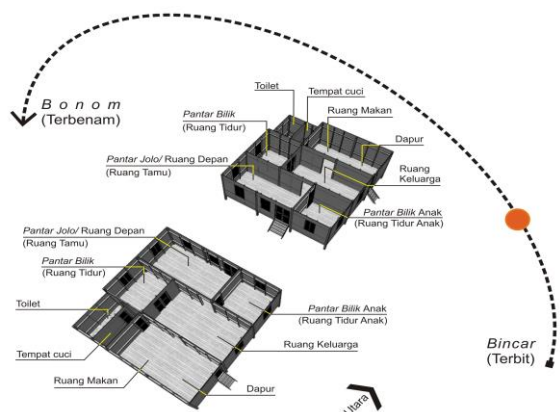 Bonom
(Terbenam)
Toilet
Tempat cuci
Ruang Makan
Pantar Bilik
(Ruang Tidur)
Dapur
Pantar Jolo/ Ruang Depan
(Ruang Tamu)
Ruang
Keluarga
Pantar Bilik Anak
(Ruang Tidur Anak)
Pantar Jolo/ Ruang Depan
(Ruang Tamu)
Pantar Bilik
(Ruang Tidur)
Toilet
Pantar Bilik Anak
(Ruang Tidur Anak)
Ruang Keluarga
Tempat cuci
Ruang Makan
Dapur
Bincar
(Terbit)
Utara